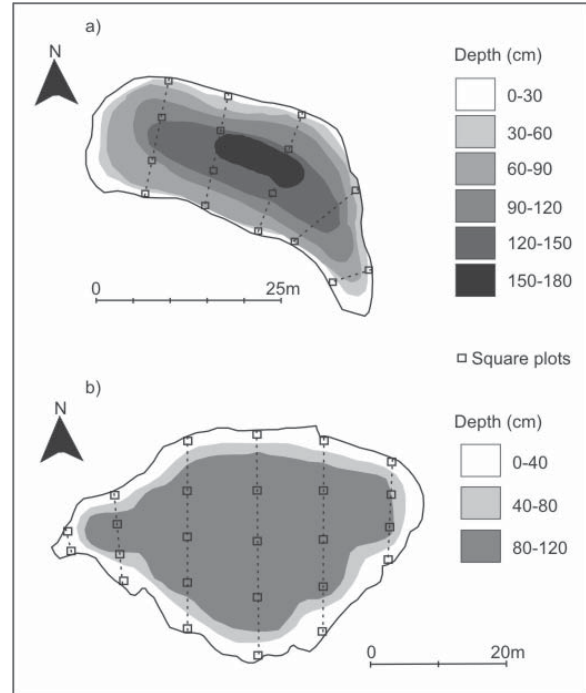 a)
N
Depth (cm)
0-30
30-60
60-90
90-120
120-150
150-180
0 25m
Square plots
b)
N
Depth (cm)
0-40
40-80
80-120
0 20m